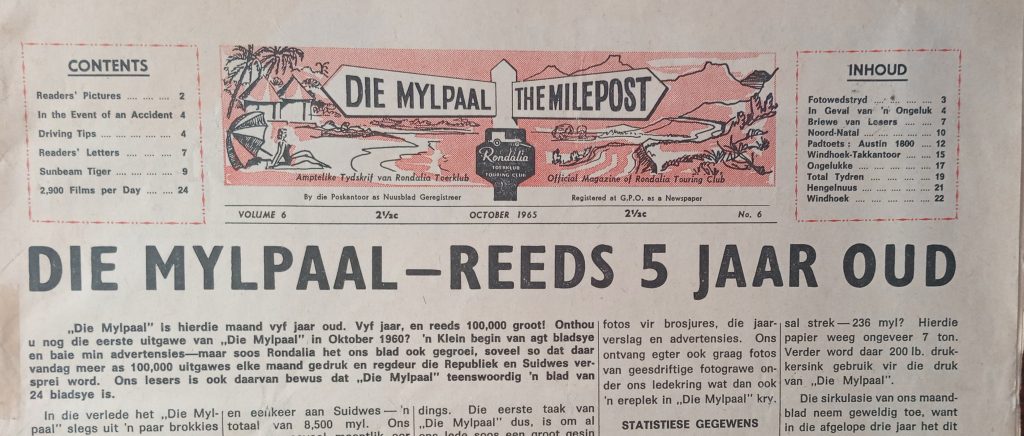 CONTENTS
Readers' Pictures .... .... .... 2
In the Event of an Accident 4
Driving Tips .... .... .... 4
Readers' Letters .... .... .... 7
Sunbeam Tiger .... .... .... 9
2,900 Films per Day .... .... 24
DIE MYLPAAL THE MILEPOST
Rondalia
TOERKLUB
TOURING CLUB
Amptelike Tydskrif van Rondalia Toerklub
Official Magazine of Rondalia Touring Club
By die Poskantoor as Nuusblad Geregistreer
Registered at G.P.O. as a Newspaper
VOLUME 6 2½c OCTOBER 1965 2½c No. 6
INHOUD
Fotowedstryd .... .... .... 3
In Geval van 'n Ongeluk 4
Briewe van Lesers .... .... 7
Noord-Natal .... .... .... 10
Padtoets: Austin 1800 .... 12
Windhoek-Takkantoor .... 15
Ongelukke .... .... .... 17
Total Tydren .... .... .... 19
Hengelnuus .... .... .... 21
Windhoek .... .... .... 22
DIE MYLPAAL—REEDS 5 JAAR OUD
„Die Mylpaal” is hierdie maand vyf jaar oud. Vyf jaar, en reeds 100,000 groot! Onthou
u nog die eerste uitgawe van „Die Mylpaal” in Oktober 1960? 'n Klein begin van agt bladsye
en baie min advertensies—maar soos Rondalia het ons blad ook gegroei, soveel so dat daar
vandag meer as 100,000 uitgawes elke maand gedruk en regdeur die Republiek en Suidwes ver-
sprei word. Ons lesers is ook daarvan bewus dat „Die Mylpaal” teenswoordig 'n blad van
24 bladsye is.
In die verlede het „Die Myl-
paal” slegs uit 'n paar brokkies
en eenkeer aan Suidwes — 'n
totaal van 8,500 myl. Ons
dings. Die eerste taak van
„Die Mylpaal” dus, is om al
ons lede soos een groot gesin
fotos vir brosjures, die jaar-
verslag en advertensies. Ons
ontvang egter ook graag fotos
van geesdriftige fotograwe on-
der ons ledekring wat dan ook
'n ereplek in „Die Mylpaal” kry.
STATISTIESE GEGEWENS
sal strek — 236 myl? Hierdie
papier weeg ongeveer 7 ton.
Verder word daar 200 lb. druk-
kersink gebruik vir die druk
van „Die Mylpaal”.
Die sirkulasie van ons maand-
blad neem geweldig toe, want
in die afgelope drie jaar het dit